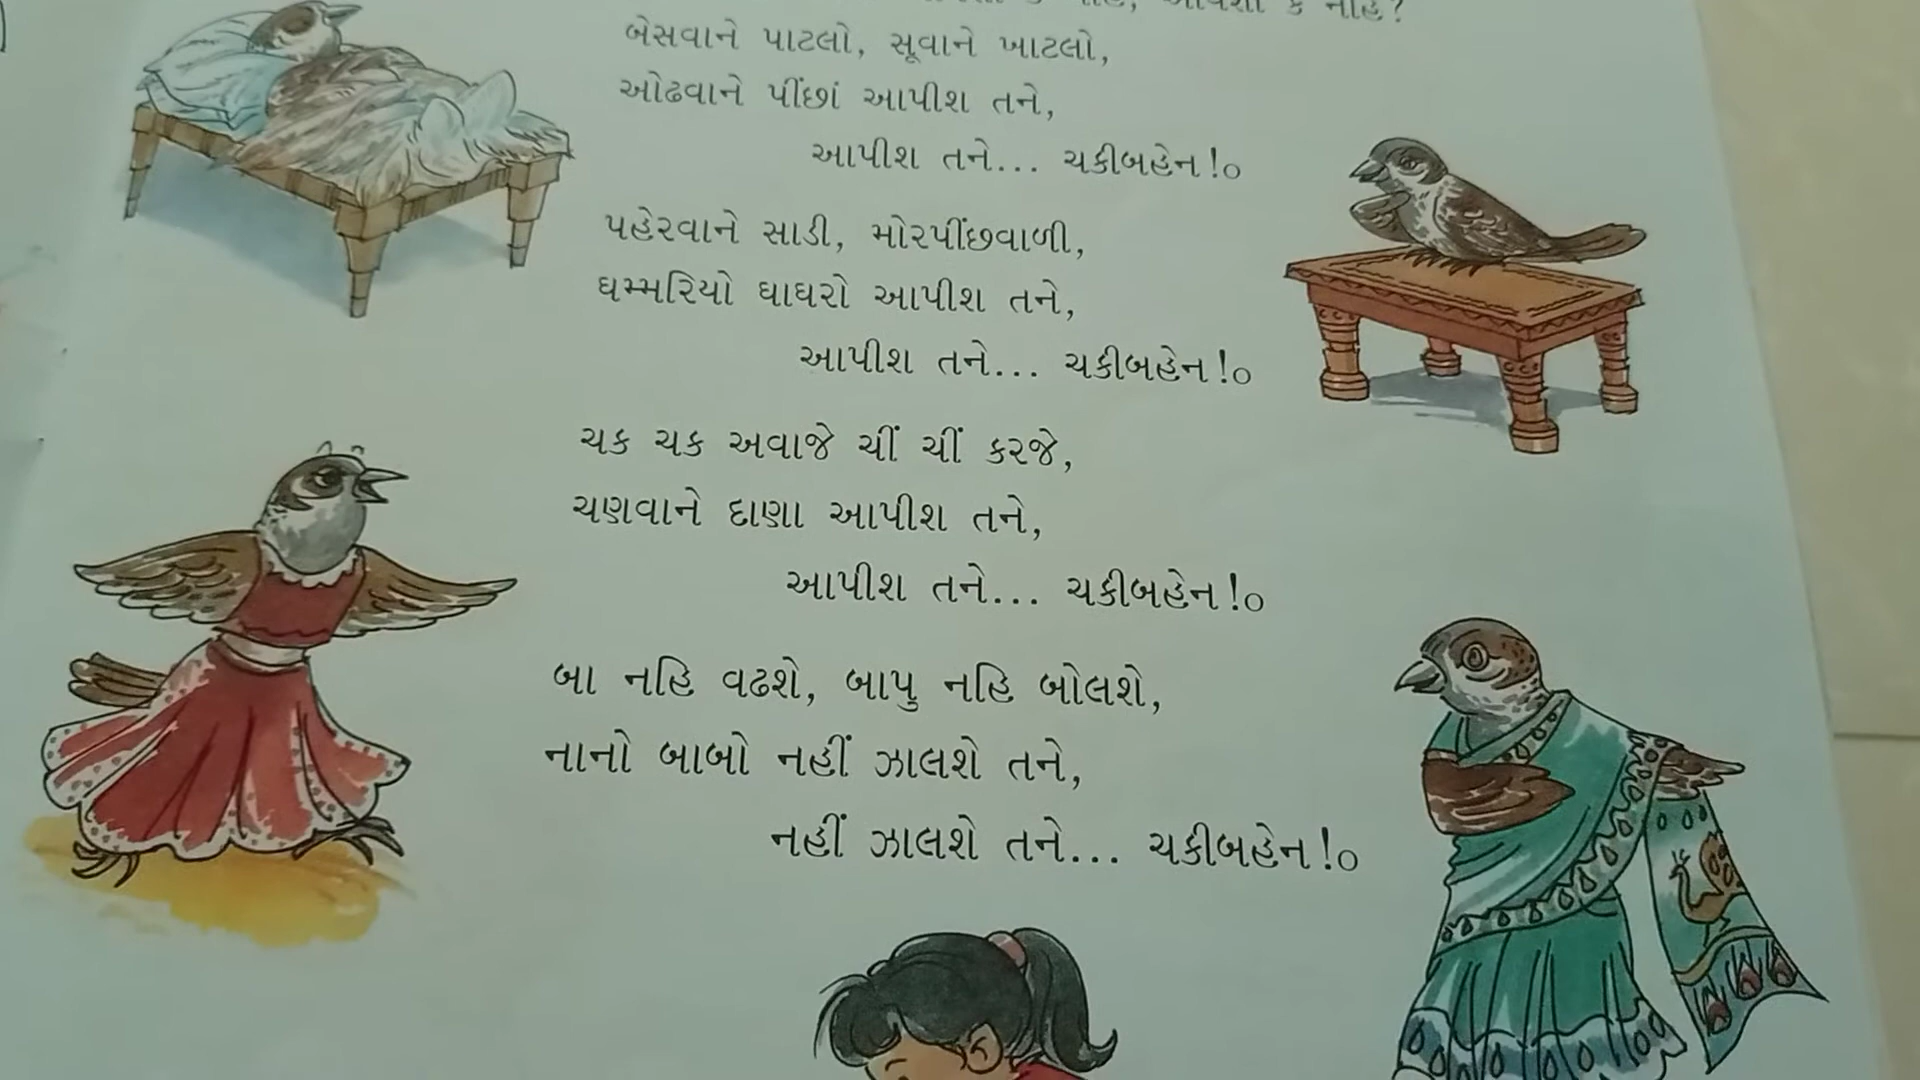 બેસવાને પાટલો, સૂવાને ખાટલો,
ઓઢવાને પીંછાં આપીશ તને,
આપીશ તને... ચકીબહેન!૦
પહેરવાને સાડી, મોરપીંછવાળી,
ઘમ્મરિયો ઘાઘરો આપીશ તને,
આપીશ તને... ચકીબહેન!૦
ચક ચક અવાજે ચીં ચીં કરજે,
ચણવાને દાણા આપીશ તને,
આપીશ તને... ચકીબહેન!૦
બા નહિ વઢશે, બાપુ નહિ બોલશે,
નાનો બાબો નહીં ઝાલશે તને,
નહીં ઝાલશે તને... ચકીબહેન!૦